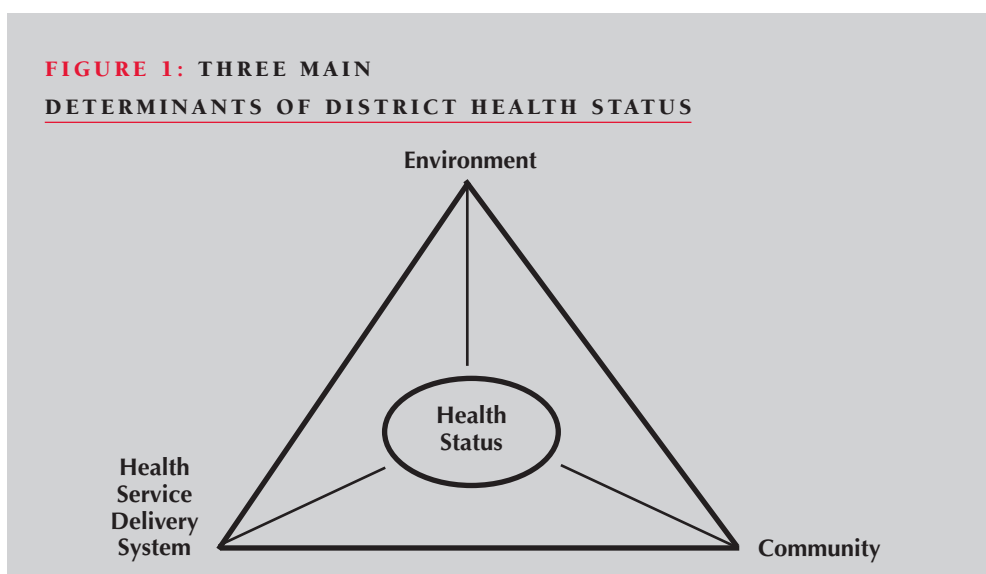 FIGURE 1: THREE MAIN
DETERMINANTS OF DISTRICT HEALTH STATUS
Environment
Health
Status
Health
Service
Delivery
System
Community